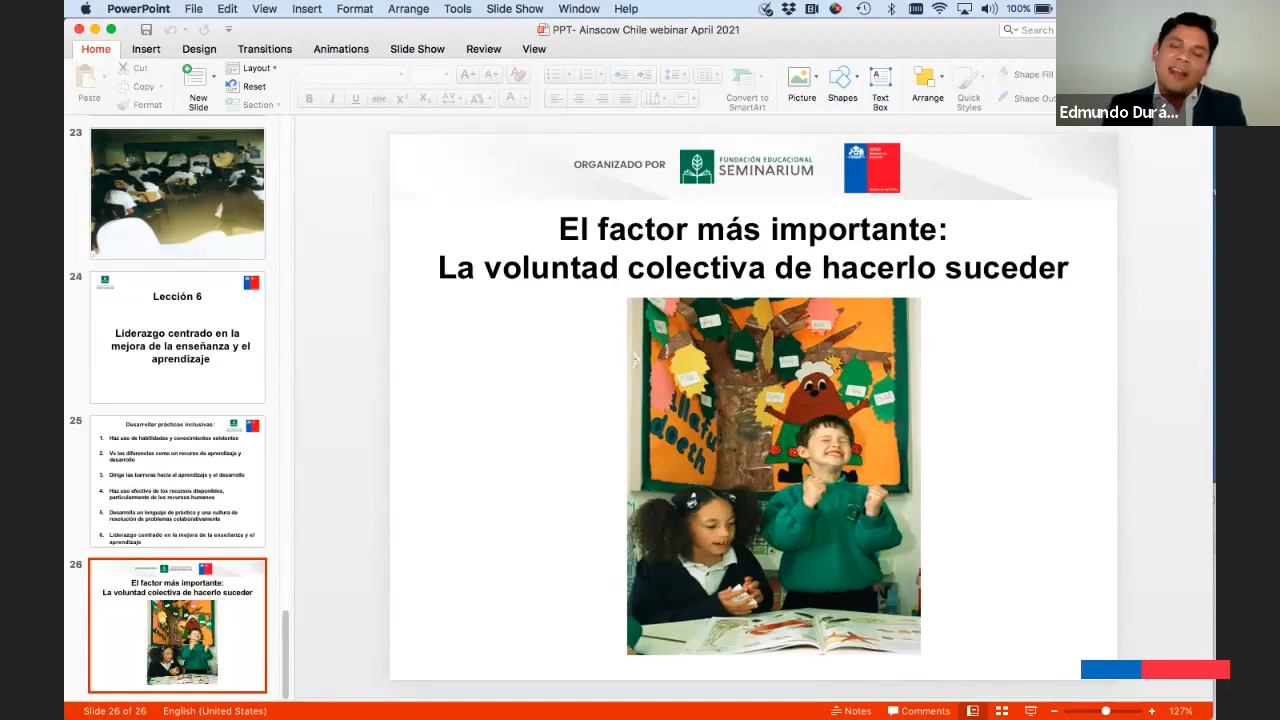 PowerPoint File Edit View Insert Format Arrange Tools Slide Show Window Help
100%
PPT- Ainscow Chile webinar April 2021
Search
Home Insert Design Transitions Animations Slide Show Review View
Cut
Copy
Format
Paste
New
Slide
Layout
Reset
Section
Convert to
SmartArt
Picture
Shapes
Text
Box
Arrange
Quick
Styles
Shape Fill
Shape Ou
Edmundo Durá...
23
24
Lección 6
Liderazgo centrado en la
mejora de la enseñanza y el
aprendizaje
25
Desarrollar prácticas inclusivas:
1. Haz uso de habilidades y conocimientos existentes
2. Ve las diferencias como un recurso de aprendizaje y
desarrollo
3. Dirige las barreras hacia el aprendizaje y el desarrollo
4. Haz uso efectivo de los recursos disponibles,
particularmente de los recursos humanos
5. Desarrolla un lenguaje de práctica y una cultura de
resolución de problemas colaborativamente
6. Liderazgo centrado en la mejora de la enseñanza y el
aprendizaje
26
El factor más importante:
La voluntad colectiva de hacerlo suceder
ORGANIZADO POR
FUNDACIÓN EDUCACIONAL
SEMINARIUM
El factor más importante:
La voluntad colectiva de hacerlo suceder
Slide 26 of 26 English (United States)
Notes Comments
127%